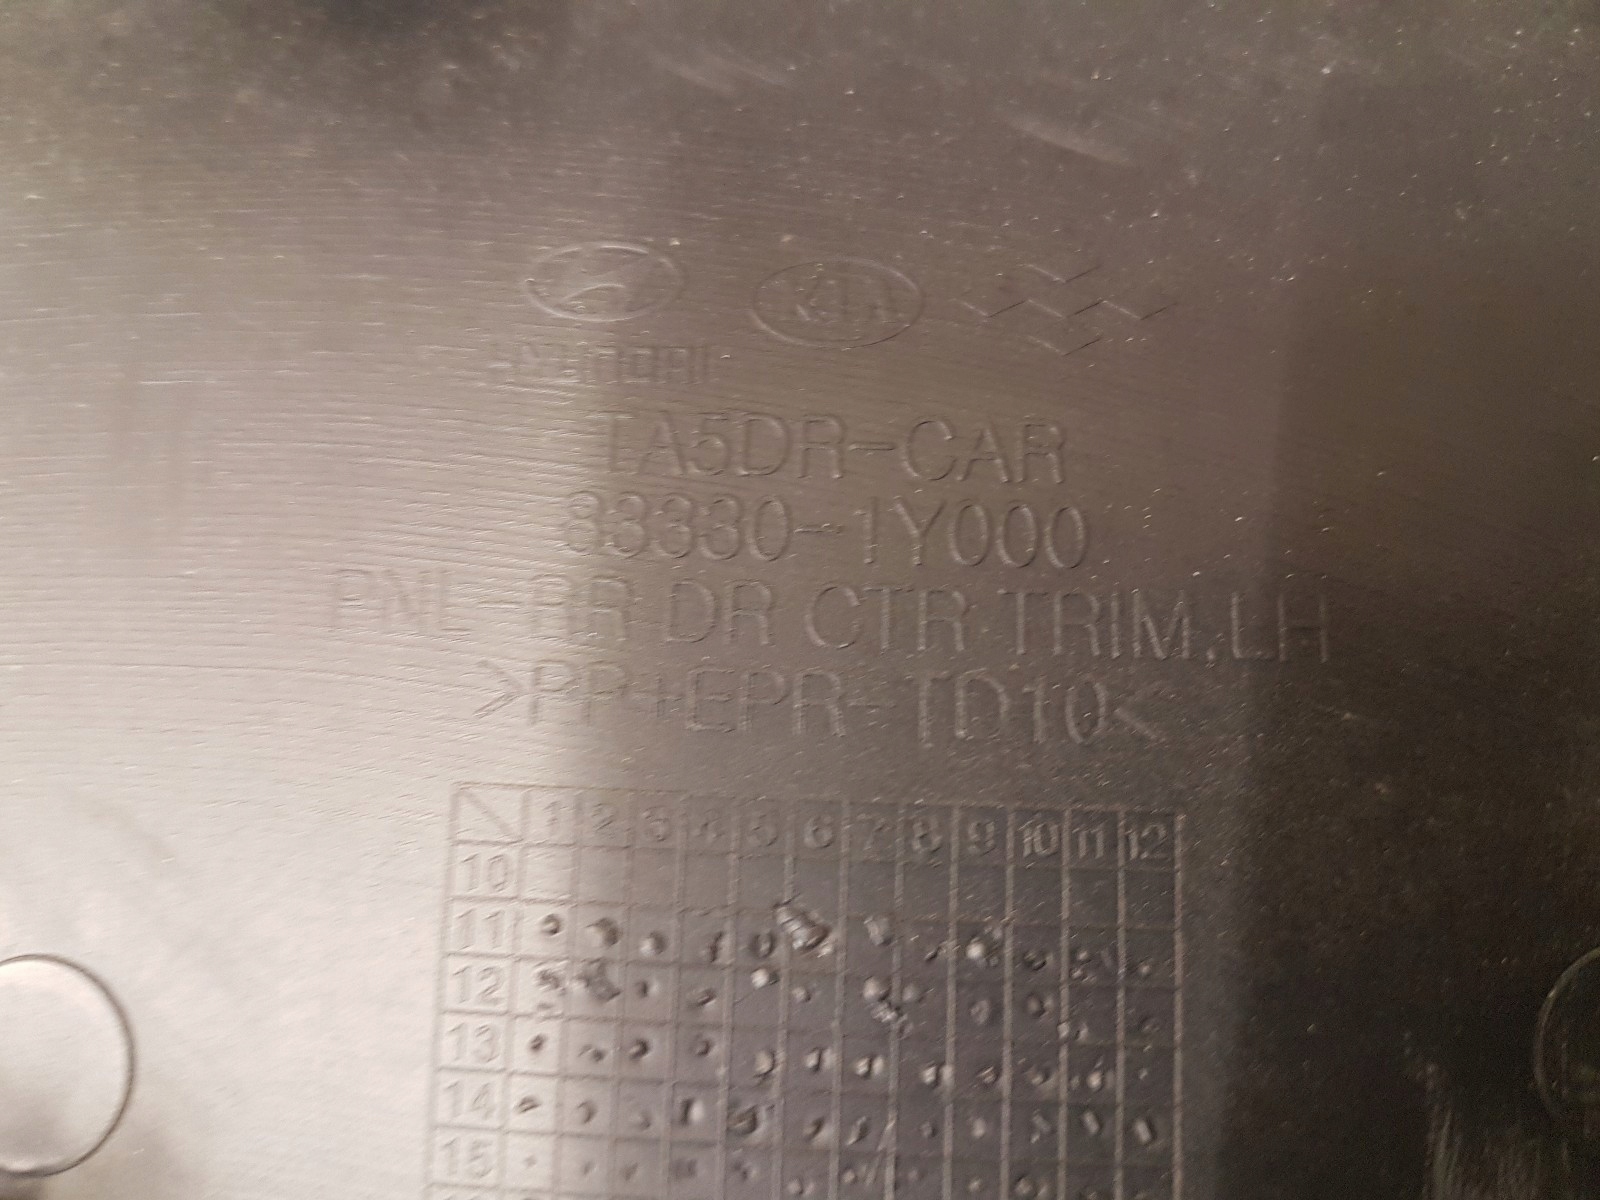 KIA
HYUNDAI
TA5DR-CAR
83330-1Y000
PNL-RR DR CTR TRIM,LH
>PP+EPR-TD10<
1 2 3 4 5 6 7 8 9 10 11 12
10
11
12
13
14
15